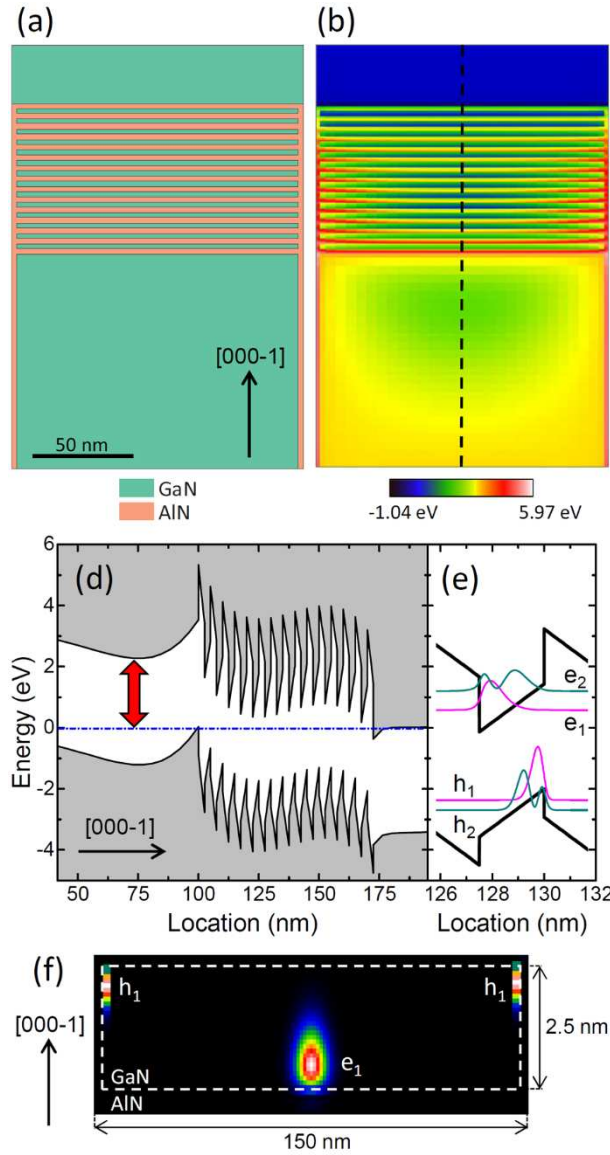 (a)
(b)
[000-1]
50 nm
GaN
AlN
-1.04 eV
5.97 eV
(d)
(e)
6
4
2
0
-2
-4
Energy (eV)
e2
e1
h1
h2
[000-1]
50 75 100 125 150 175
126 128 130 132
Location (nm)
Location (nm)
(f)
[000-1]
h1
h1
e1
GaN
AlN
2.5 nm
150 nm